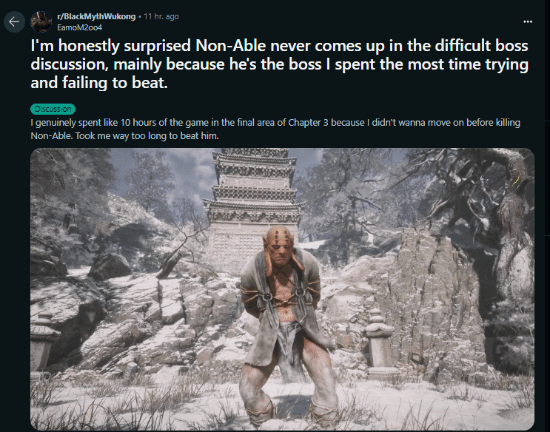 r/BlackMythWukong • 11 hr. ago
EamoM2oo4
I'm honestly surprised Non-Able never comes up in the difficult boss
discussion, mainly because he's the boss I spent the most time trying
and failing to beat.
Discussion
I genuinely spent like 10 hours of the game in the final area of Chapter 3 because I didn't wanna move on before killing
Non-Able. Took me way too long to beat him.